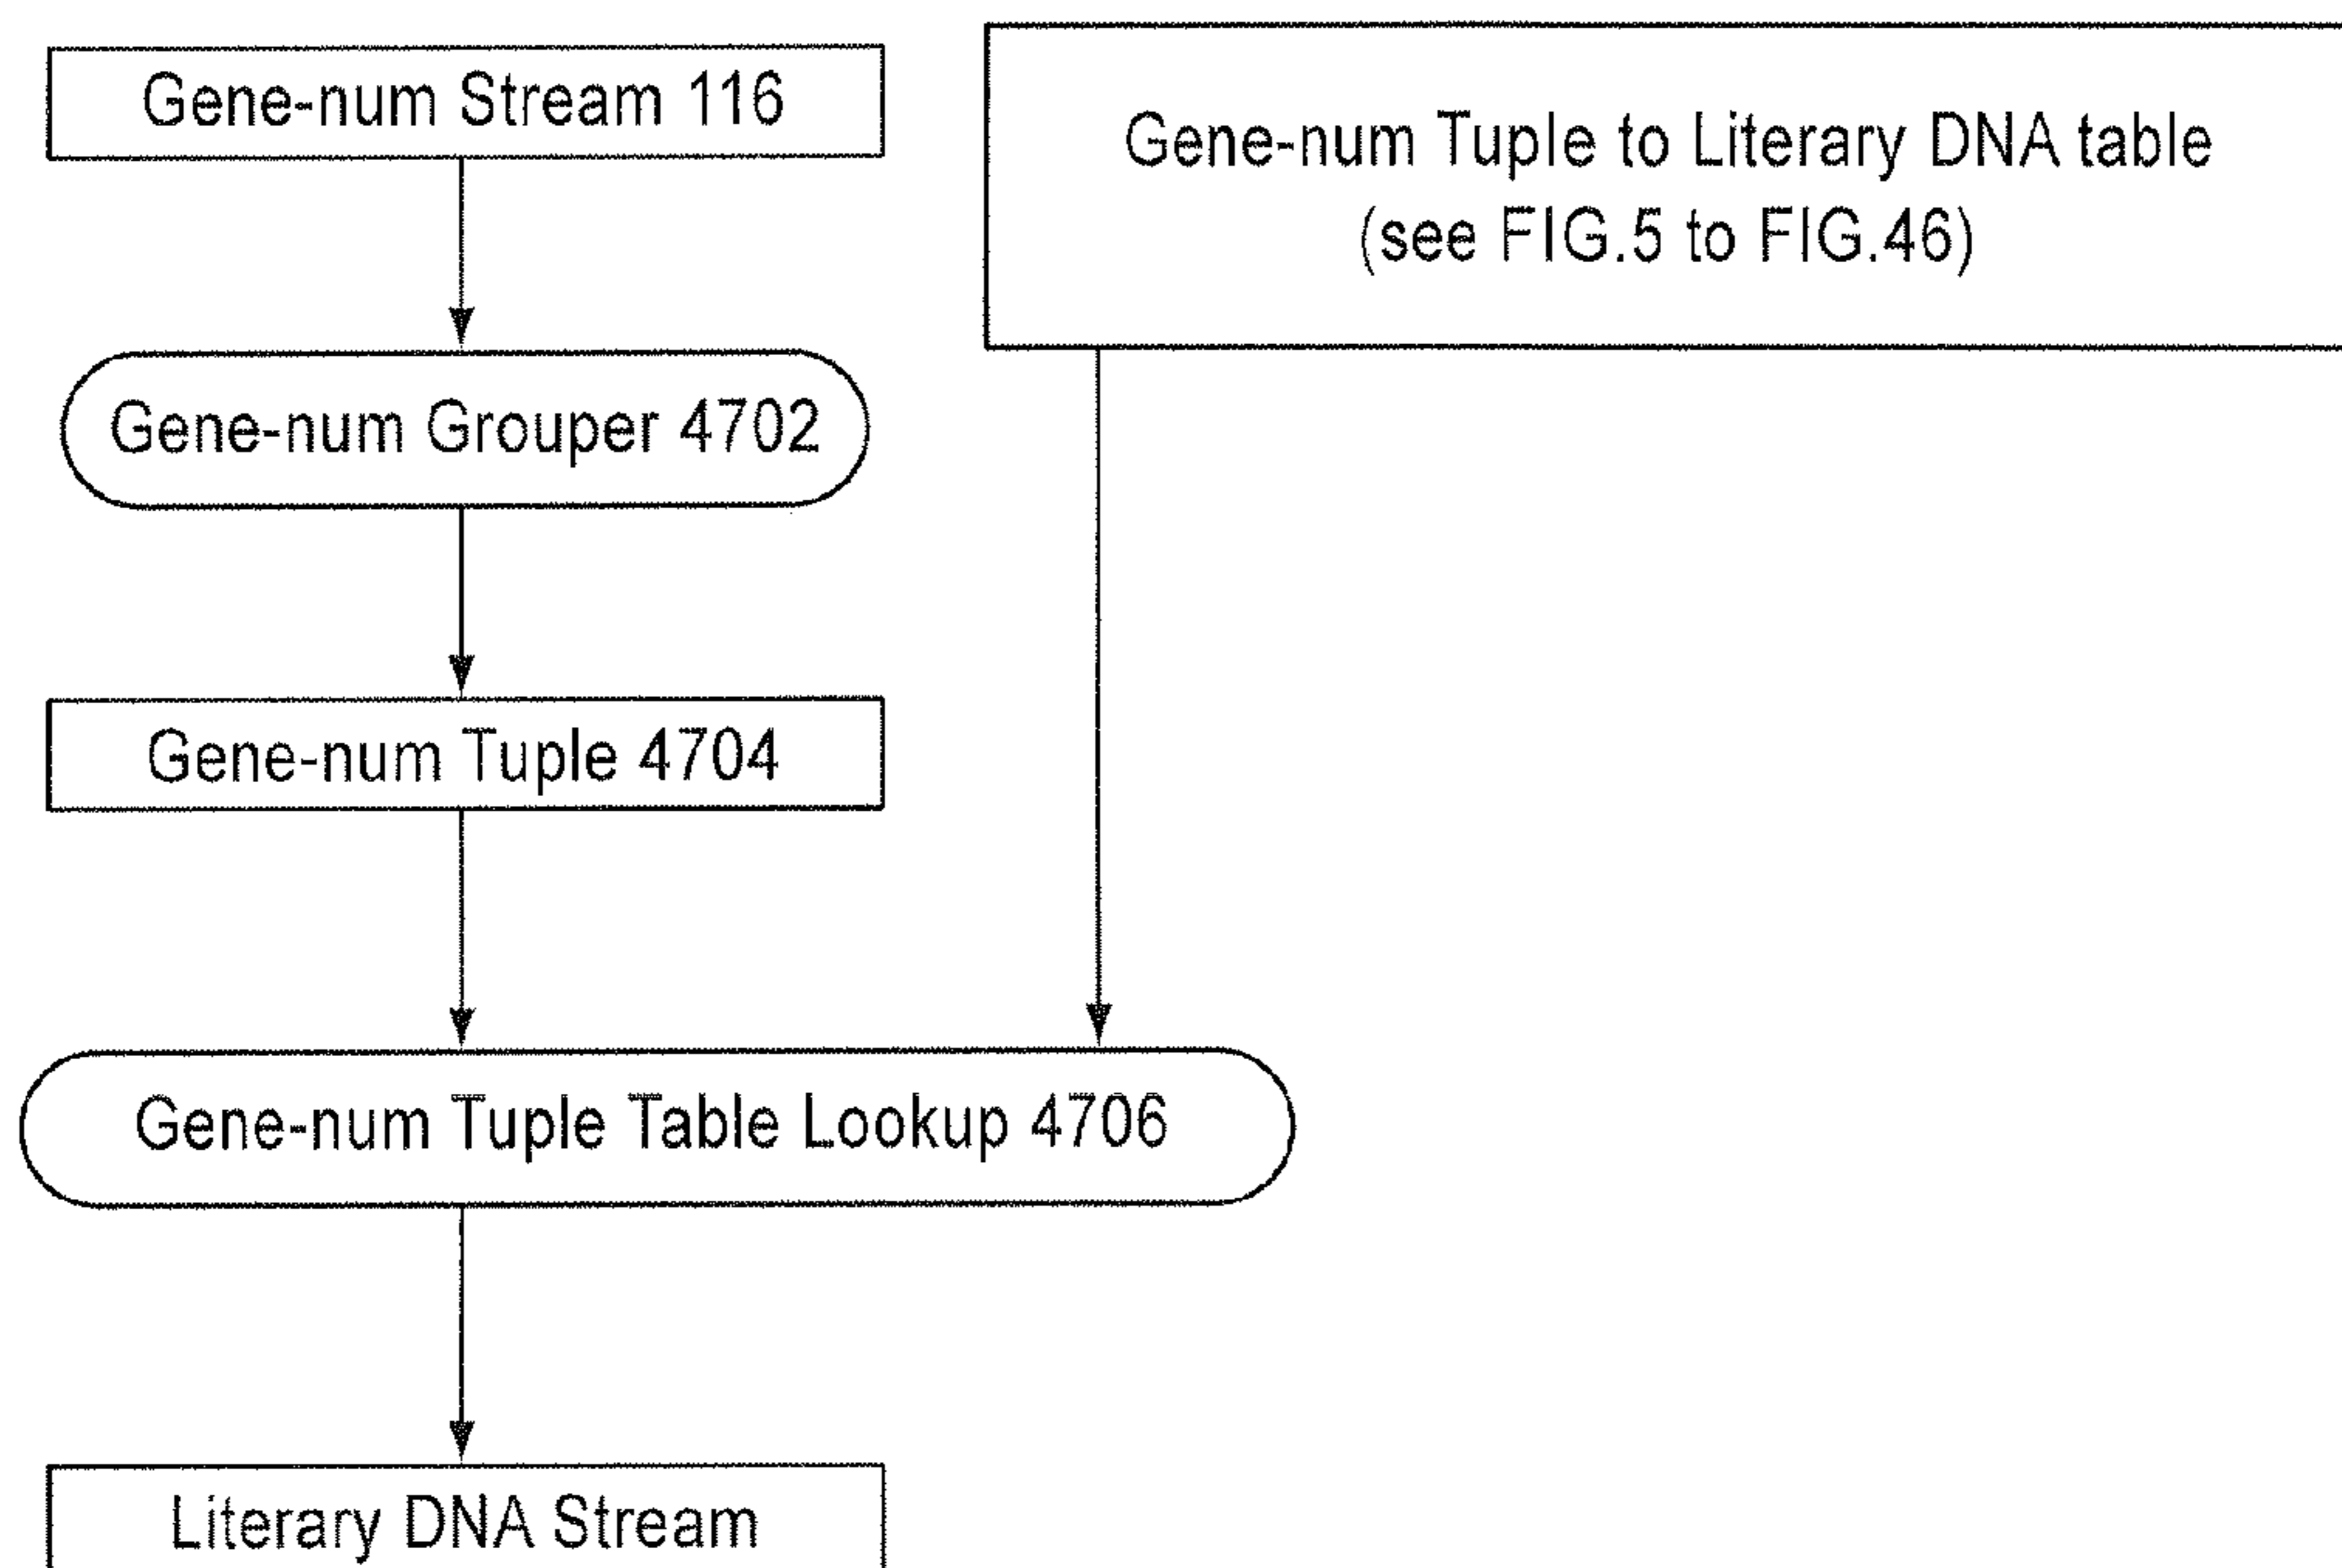 Gene-num Stream 116
Gene-num Tuple to Literary DNA table
(see FIG.5 to FIG.46)
Gene-num Grouper 4702
Gene-num Tuple 4704
Gene-num Tuple Table Lookup 4706
Literary DNA Stream